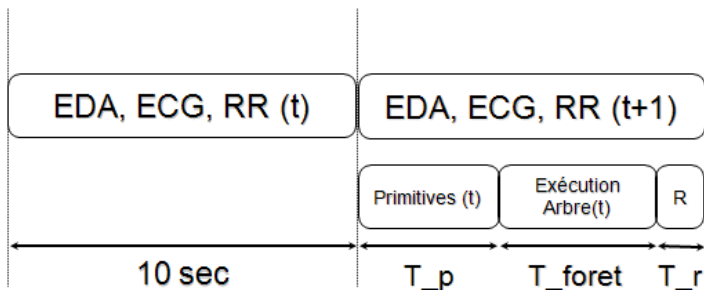 EDA, ECG, RR (t)
EDA, ECG, RR (t+1)
Primitives (t)
Exécution
Arbre(t)
R
10 sec
T_p
T_foret
T_r